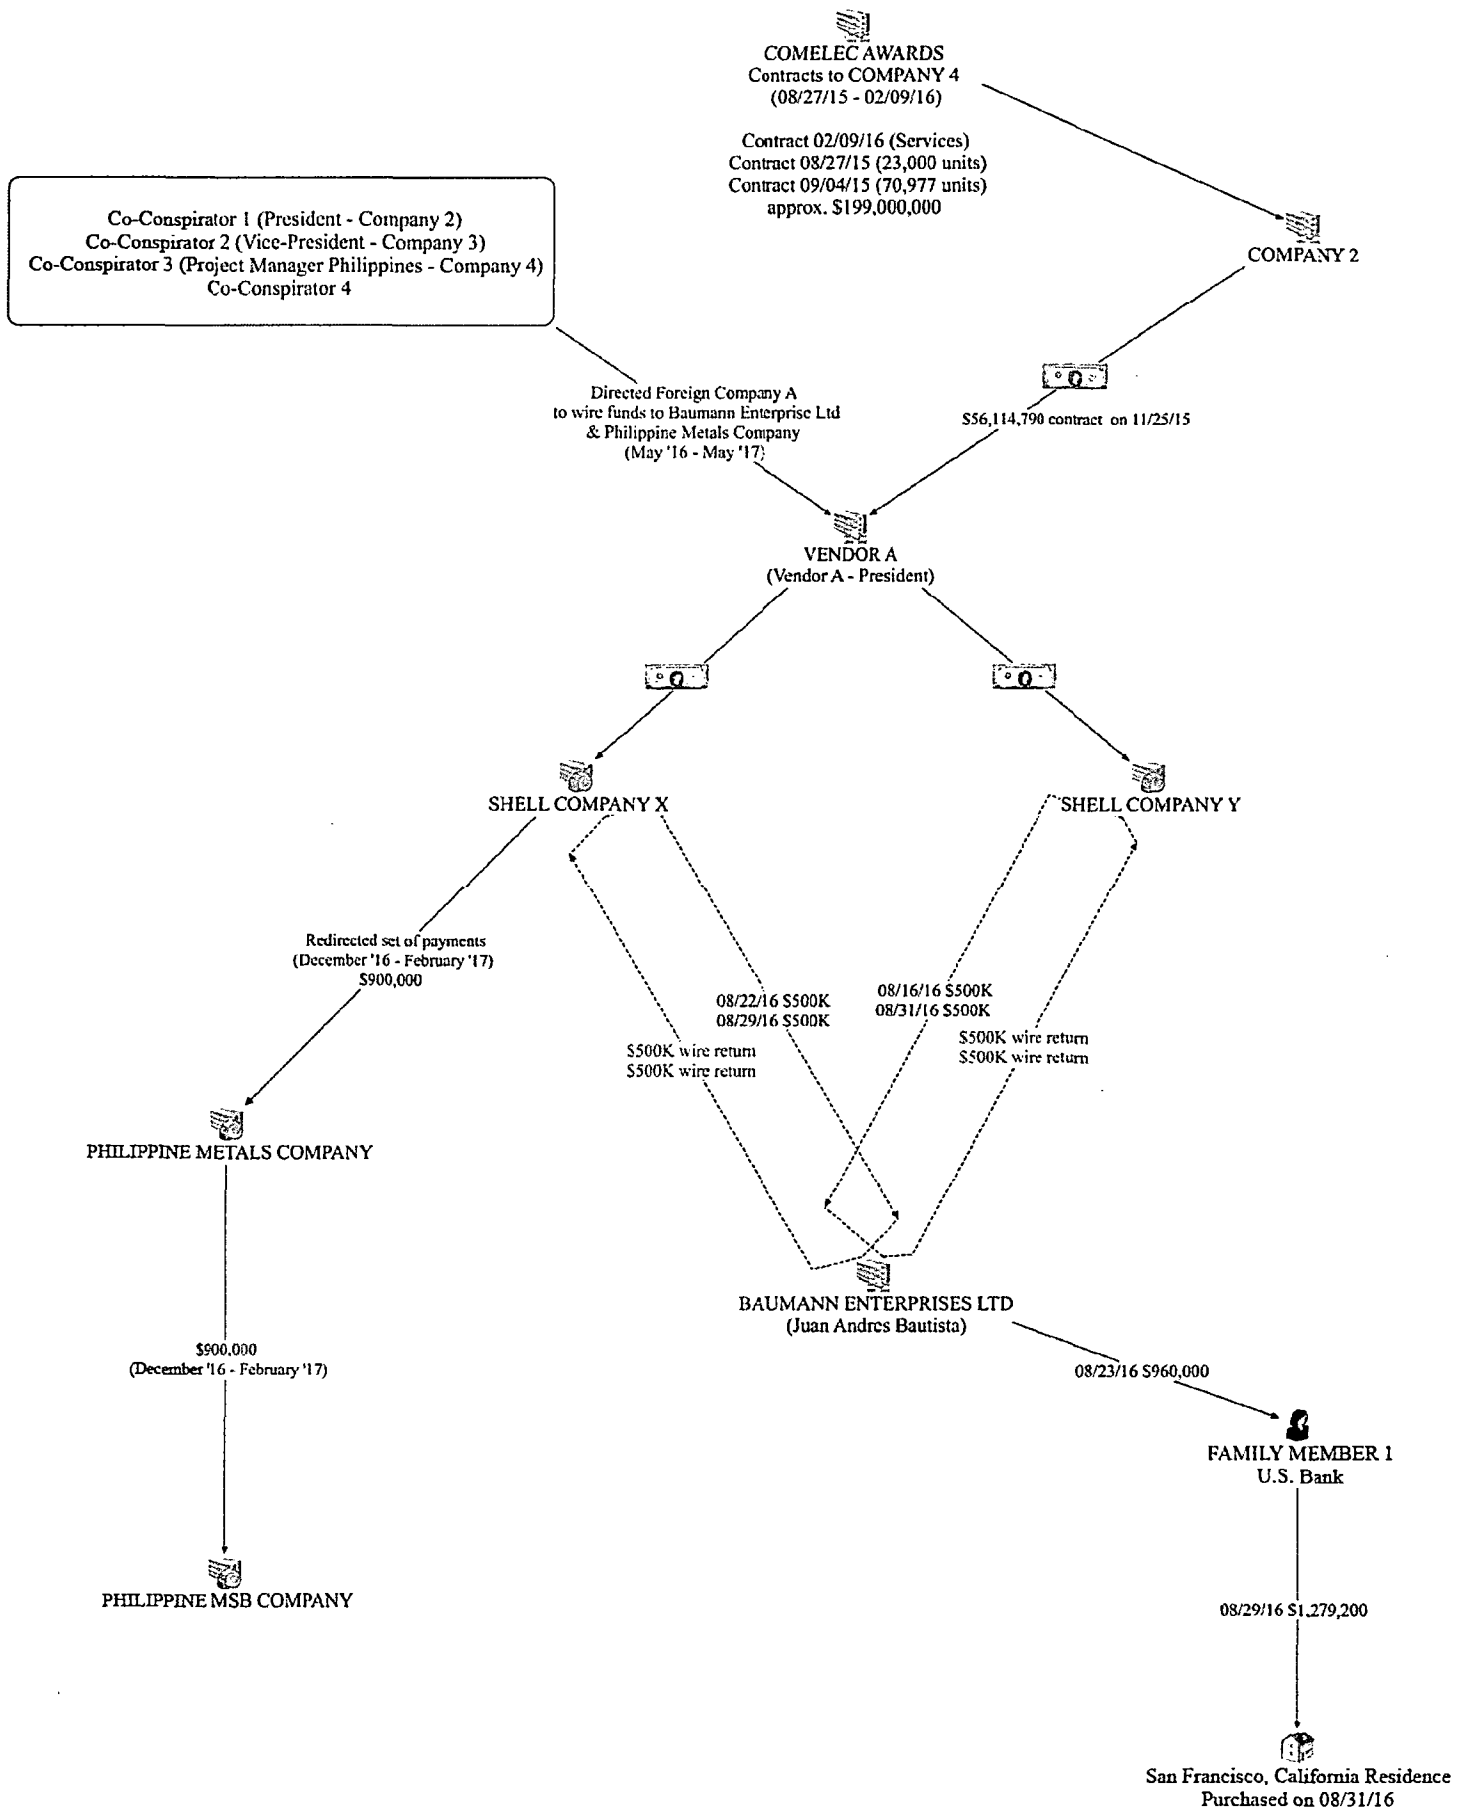 COMELEC AWARDS
Contracts to COMPANY 4
(08/27/15 - 02/09/16)
Contract 02/09/16 (Services)
Contract 08/27/15 (23,000 units)
Contract 09/04/15 (70,977 units)
approx. $199,000,000
Co-Conspirator 1 (President - Company 2)
Co-Conspirator 2 (Vice-President - Company 3)
Co-Conspirator 3 (Project Manager Philippines - Company 4)
Co-Conspirator 4
COMPANY 2
Directed Foreign Company A
to wire funds to Baumann Enterprise Ltd
& Philippine Metals Company
(May '16 - May '17)
$56,114,790 contract on 11/25/15
VENDOR A
(Vendor A - President)
SHELL COMPANY X
SHELL COMPANY Y
Redirected set of payments
(December '16 - February '17)
$900,000
08/22/16 $500K
08/29/16 $500K
08/16/16 $500K
08/31/16 $500K
$500K wire return
$500K wire return
$500K wire return
$500K wire return
PHILIPPINE METALS COMPANY
BAUMANN ENTERPRISES LTD
(Juan Andres Bautista)
$900,000
(December '16 - February '17)
08/23/16 $960,000
FAMILY MEMBER 1
U.S. Bank
PHILIPPINE MSB COMPANY
08/29/16 $1,279,200
San Francisco, California Residence
Purchased on 08/31/16